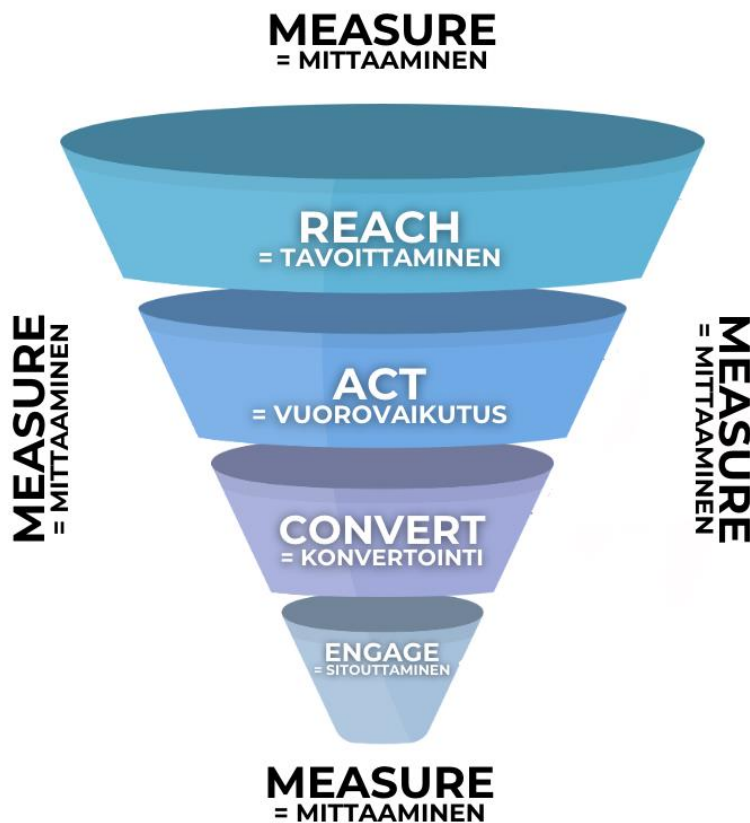 MEASURE
= MITTAAMINEN
REACH
= TAVOITTAMINEN
MEASURE
= MITTAAMINEN
MEASURE
= MITTAAMINEN
ACT
= VUOROVAIKUTUS
CONVERT
= KONVERTOINTI
ENGAGE
= SITOUTTAMINEN
MEASURE
= MITTAAMINEN